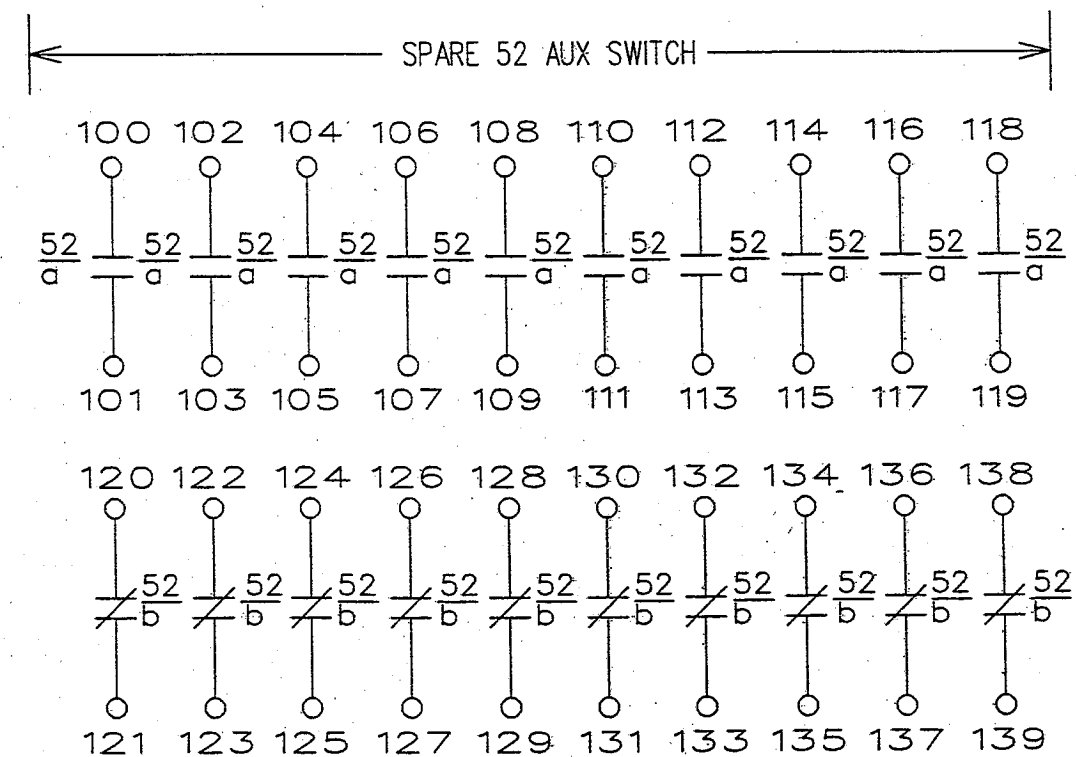 SPARE 52 AUX SWITCH
100 102 104 106 108 110 112 114 116 118
52 52 52 52 52 52 52 52 52 52 52
a a a a a a a a a a a
101 103 105 107 109 111 113 115 117 119
120 122 124 126 128 130 132 134 136 138
52 52 52 52 52 52 52 52 52 52
b b b b b b b b b b
121 123 125 127 129 131 133 135 137 139